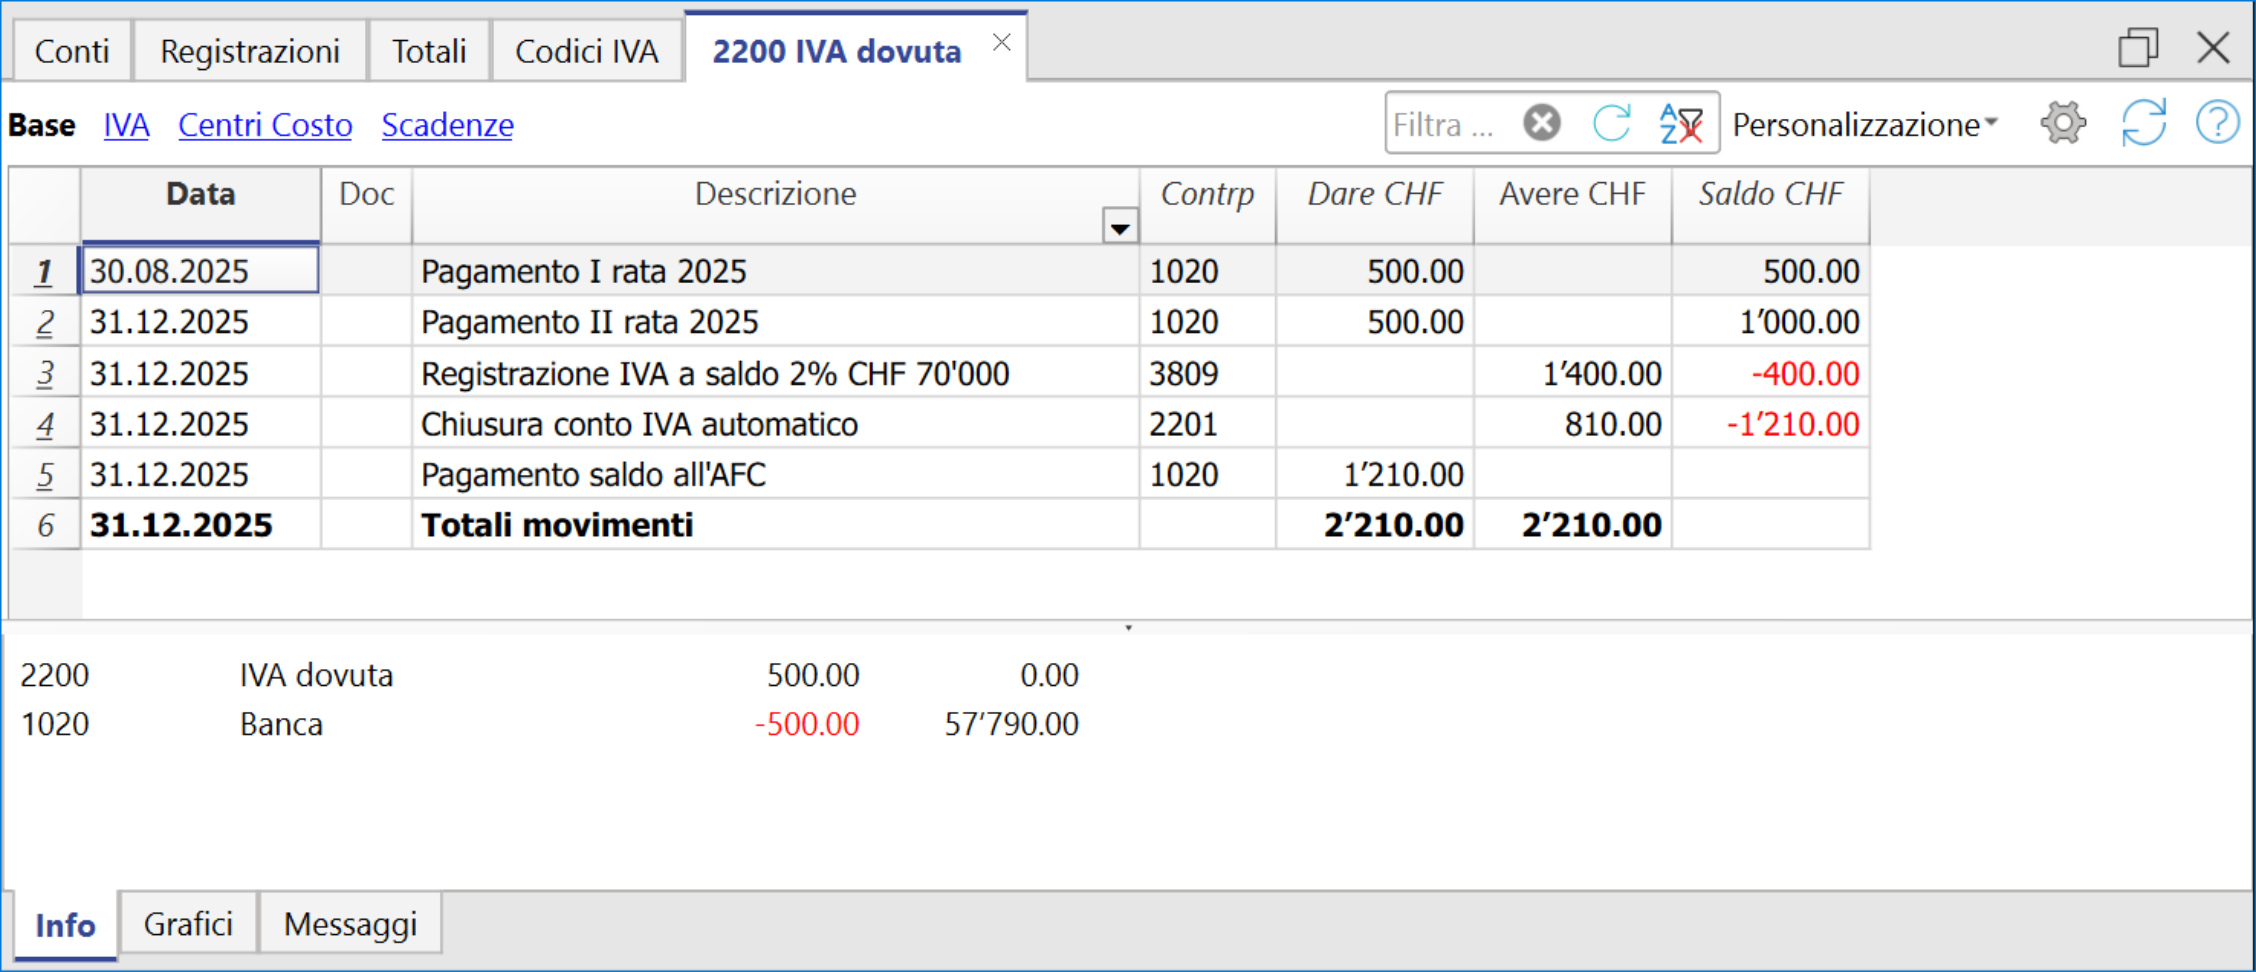 Conti Registrazioni Totali Codici IVA 2200 IVA dovuta
Base IVA Centri Costo Scadenze Filtra ... Personalizzazione
Data Doc Descrizione Contrp Dare CHF Avere CHF Saldo CHF
1 30.08.2025 Pagamento I rata 2025 1020 500.00 500.00
2 31.12.2025 Pagamento II rata 2025 1020 500.00 1’000.00
3 31.12.2025 Registrazione IVA a saldo 2% CHF 70'000 3809 1’400.00 -400.00
4 31.12.2025 Chiusura conto IVA automatico 2201 810.00 -1’210.00
5 31.12.2025 Pagamento saldo all'AFC 1020 1’210.00
6 31.12.2025 Totali movimenti 2’210.00 2’210.00
2200 IVA dovuta 500.00 0.00
1020 Banca -500.00 57’790.00
Info Grafici Messaggi